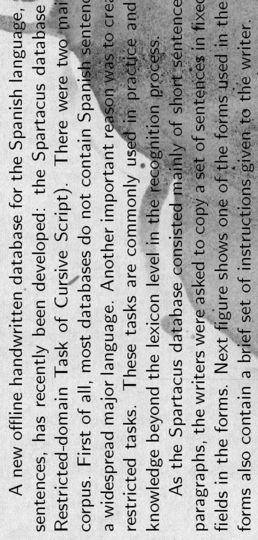 A new offline handwritten database for the Spanish language,
sentences, has recently been developed: the Spartacus database
Restricted-domain Task of Cursive Script). There were two mai
corpus. First of all, most databases do not contain Spanish sentenc
a widespread major language. Another important reason was to crea
restricted tasks. These tasks are commonly used in practice and
knowledge beyond the lexicon level in the recognition process.
As the Spartacus database consisted mainly of short sentence
paragraphs, the writers were asked to copy a set of sentences in fixed
fields in the forms. Next figure shows one of the forms used in the
forms also contain a brief set of instructions given to the writer.